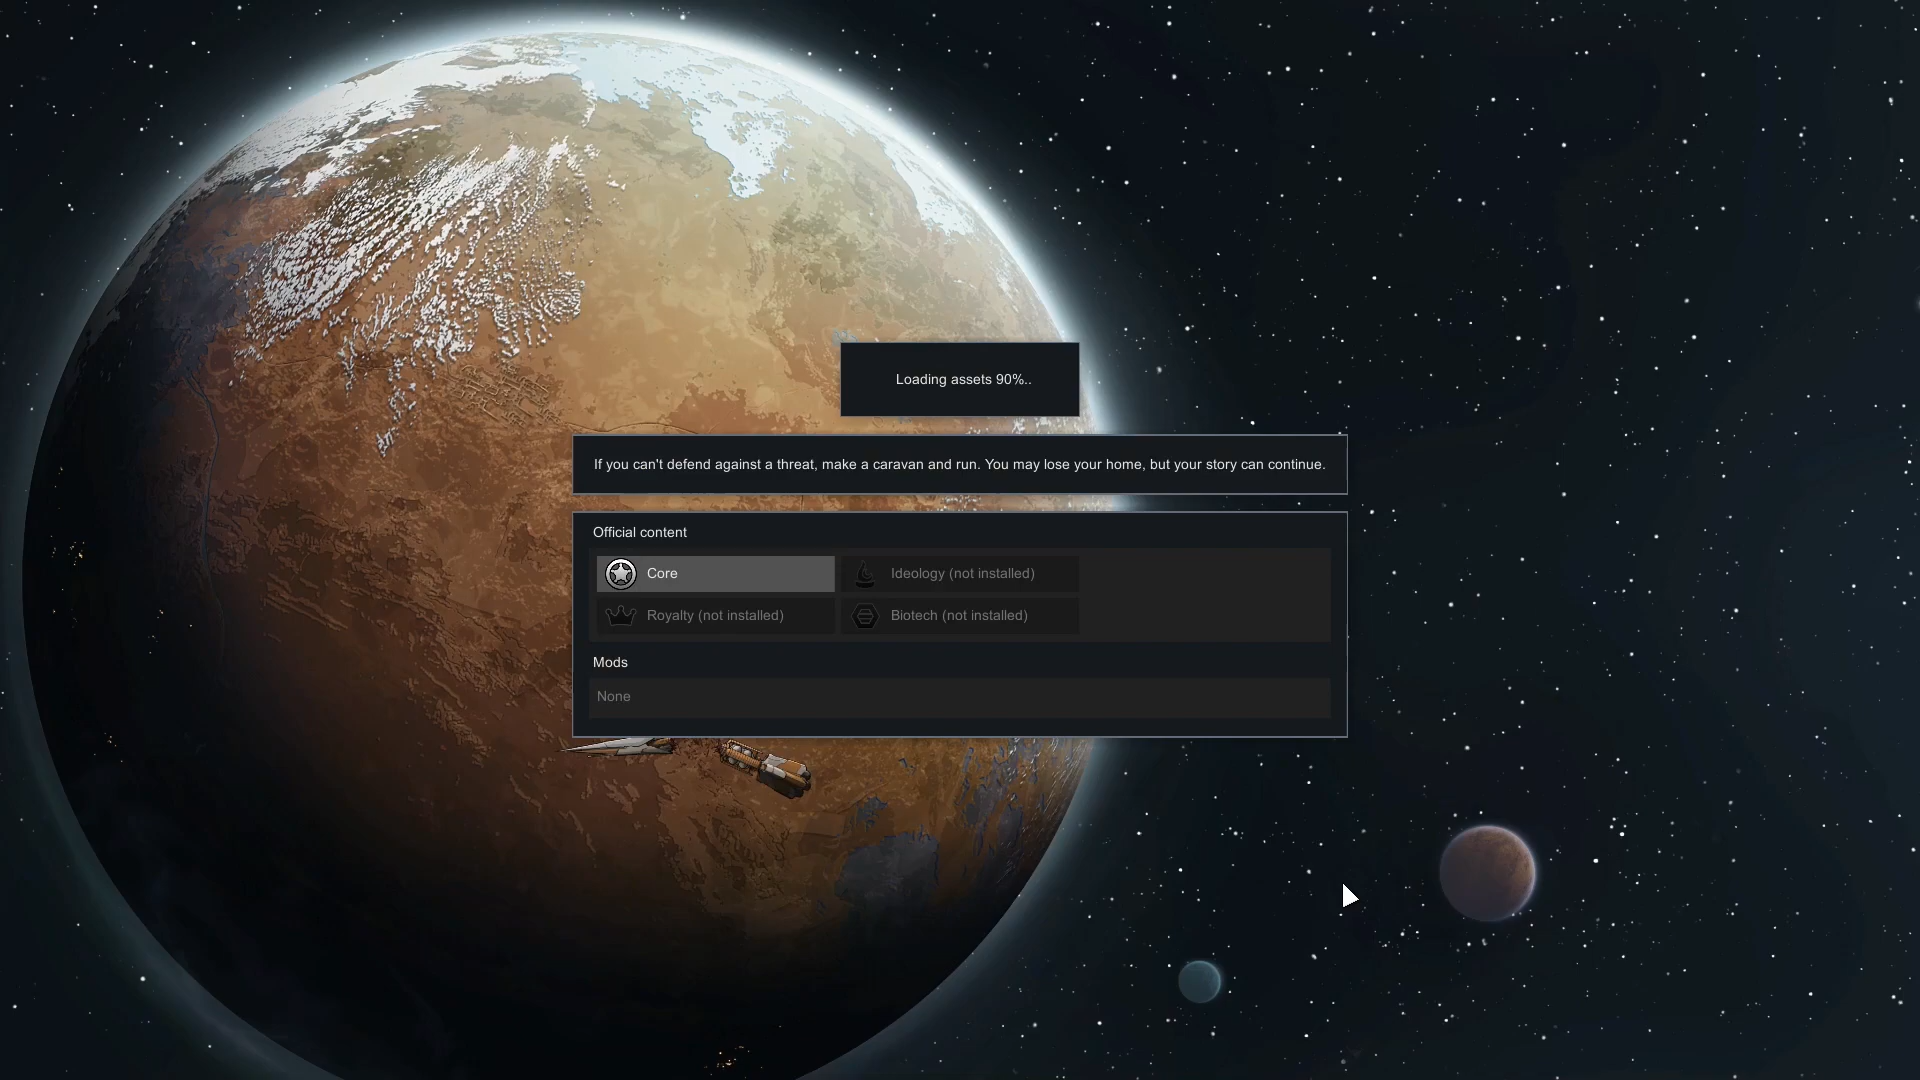 Loading assets 90%..
If you can't defend against a threat, make a caravan and run. You may lose your home, but your story can continue.
Official content
Core
Ideology (not installed)
Royalty (not installed)
Biotech (not installed)
Mods
None